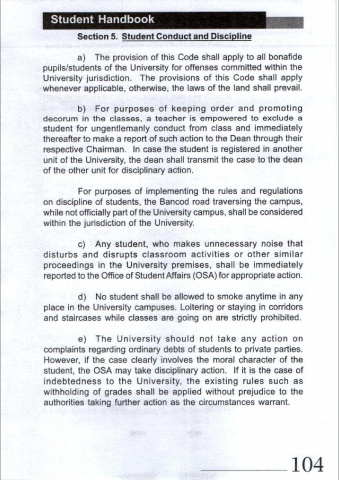 Student Handbook
Section 5. Student Conduct and Discipline
a) The provision of this Code shall apply to all bonafide
pupils/students of the University for offenses committed within the
University jurisdiction. The provisions of this Code shall apply
whenever applicable, otherwise, the laws of the land shall prevail.
b) For purposes of keeping order and promoting
decorum in the classes, a teacher is empowered to exclude a
student for ungentlemanly conduct from class and immediately
thereafter to make a report of such action to the Dean through their
respective Chairman. In case the student is registered in another
unit of the University, the dean shall transmit the case to the dean
of the other unit for disciplinary action.
For purposes of implementing the rules and regulations
on discipline of students, the Bancod road traversing the campus,
while not officially part of the University campus, shall be considered
within the jurisdiction of the University.
c) Any student, who makes unnecessary noise that
disturbs and disrupts classroom activities or other similar
proceedings in the University premises, shall be immediately
reported to the Office of Student Affairs (OSA) for appropriate action.
d) No student shall be allowed to smoke anytime in any
place in the University campuses. Loitering or staying in corridors
and staircases while classes are going on are strictly prohibited.
e) The University should not take any action on
complaints regarding ordinary debts of students to private parties.
However, if the case clearly involves the moral character of the
student, the OSA may take disciplinary action. If it is the case of
indebtedness to the University, the existing rules such as
withholding of grades shall be applied without prejudice to the
authorities taking further action as the circumstances warrant.
104